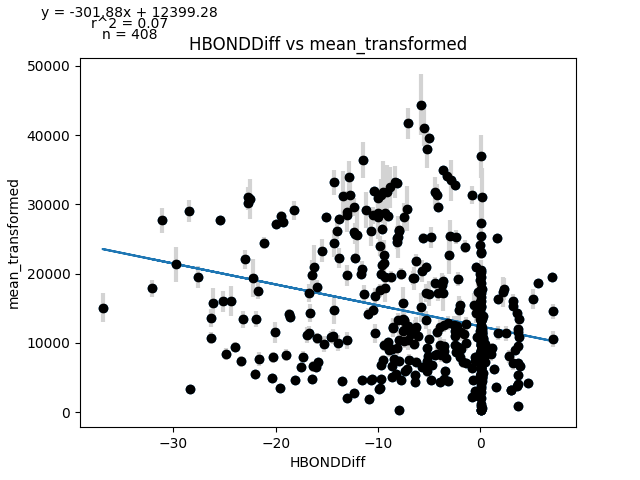 y = -301.88x + 12399.28
r^2 = 0.07
n = 408
HBONDDiff vs mean_transformed
50000
40000
30000
20000
10000
0
mean_transformed
−30
−20
−10
0
HBONDDiff